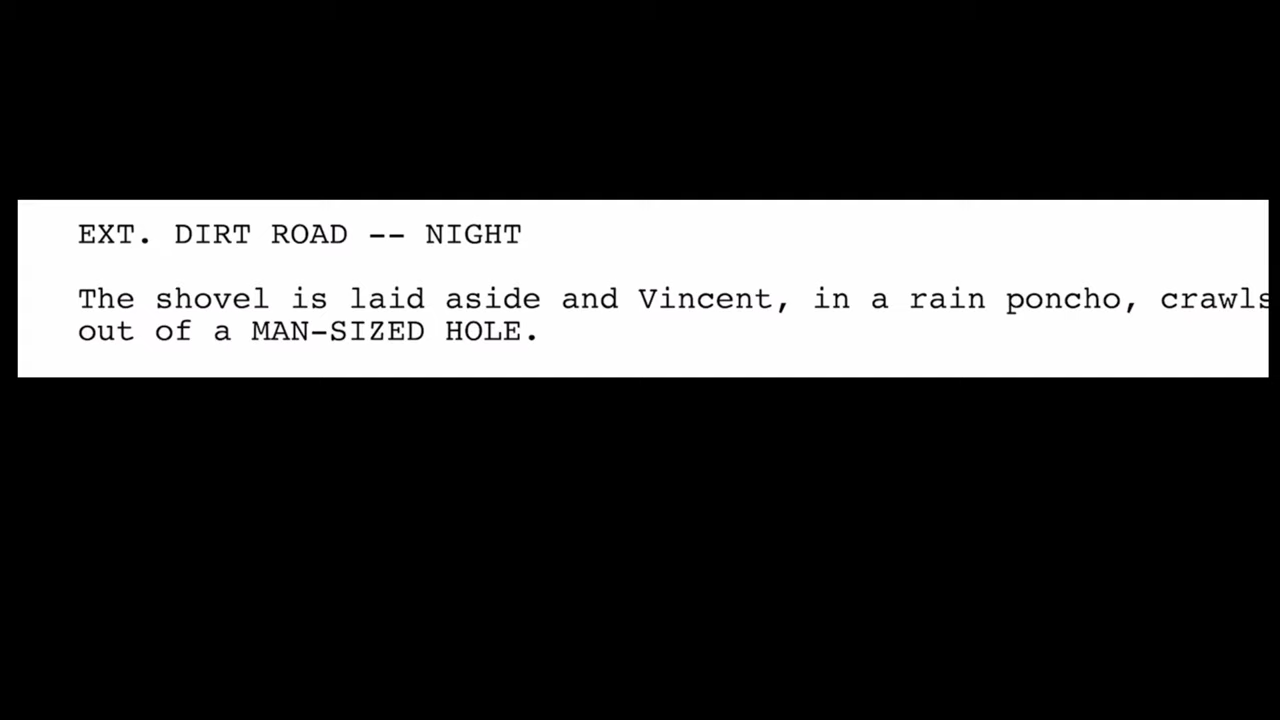 EXT. DIRT ROAD -- NIGHT
The shovel is laid aside and Vincent, in a rain poncho, crawls
out of a MAN-SIZED HOLE.